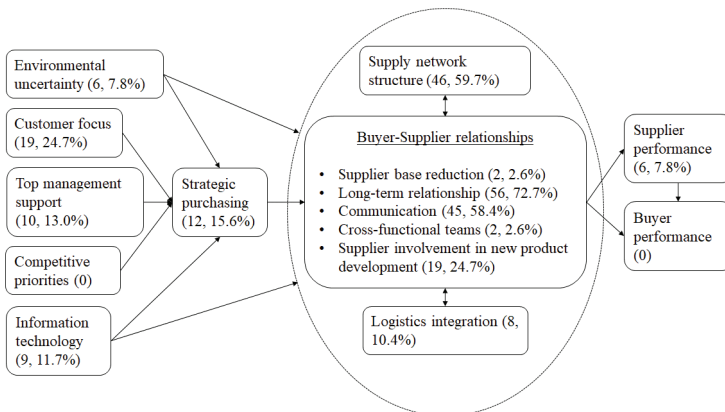 Environmental
uncertainty (6, 7.8%)
Customer focus
(19, 24.7%)
Top management
support
(10, 13.0%)
Competitive
priorities (0)
Information
technology
(9, 11.7%)
Strategic
purchasing
(12, 15.6%)
Supply network
structure (46, 59.7%)
Buyer-Supplier relationships
• Supplier base reduction (2, 2.6%)
• Long-term relationship (56, 72.7%)
• Communication (45, 58.4%)
• Cross-functional teams (2, 2.6%)
• Supplier involvement in new product
development (19, 24.7%)
Logistics integration (8,
10.4%)
Supplier
performance
(6, 7.8%)
Buyer
performance
(0)